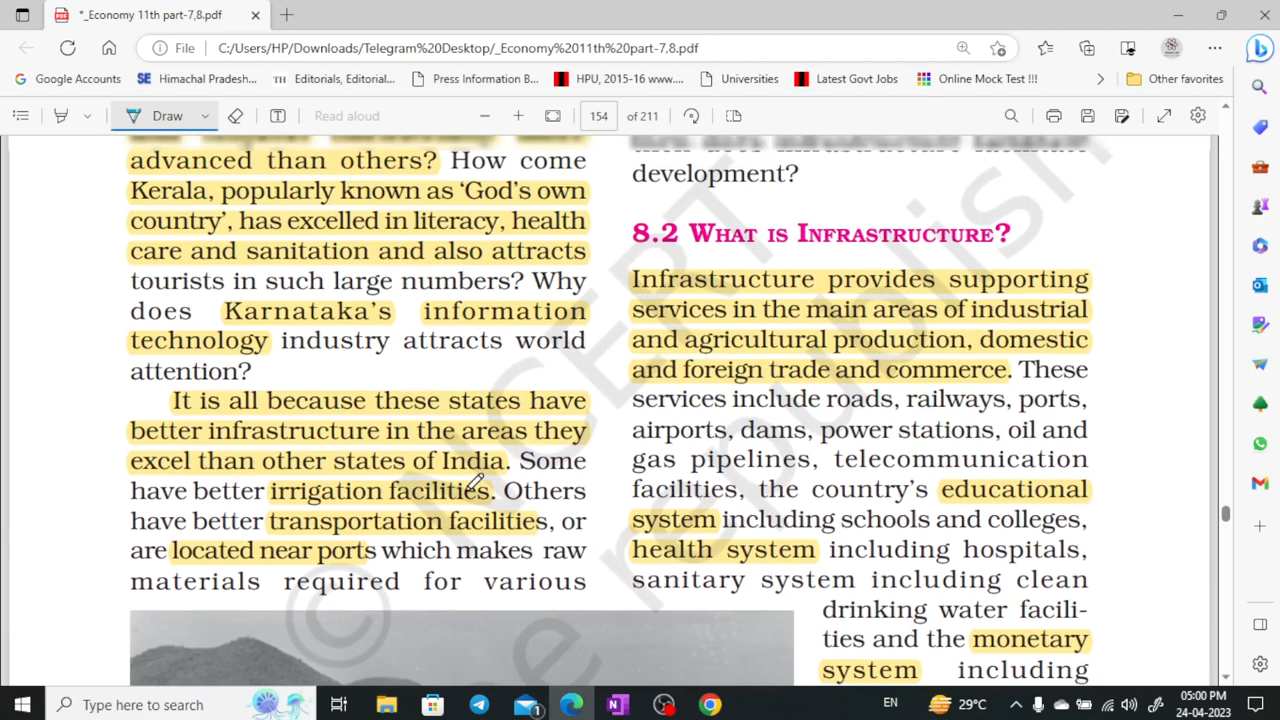 *_Economy 11th part-7,8.pdf
File
C:/Users/HP/Downloads/Telegram%20Desktop/_Economy%2011th%20part-7,8.pdf
Google Accounts
Himachal Pradesh...
Editorials, Editorial...
Press Information B...
HPU, 2015-16 www....
Universities
Latest Govt Jobs
Online Mock Test !!!
Other favorites
Draw
Read aloud
154 of 211
advanced than others? How come
Kerala, popularly known as ‘God’s own
country’, has excelled in literacy, health
care and sanitation and also attracts
tourists in such large numbers? Why
does Karnataka’s information
technology industry attracts world
attention?
It is all because these states have
better infrastructure in the areas they
excel than other states of India. Some
have better irrigation facilities. Others
have better transportation facilities, or
are located near ports which makes raw
materials required for various
then does infrastructure facilitate
development?
8.2 WHAT IS INFRASTRUCTURE?
Infrastructure provides supporting
services in the main areas of industrial
and agricultural production, domestic
and foreign trade and commerce. These
services include roads, railways, ports,
airports, dams, power stations, oil and
gas pipelines, telecommunication
facilities, the country’s educational
system including schools and colleges,
health system including hospitals,
sanitary system including clean
drinking water facili-
ties and the monetary
system including
© NCERT
republish
Type here to search
EN
29°C
05:00 PM
24-04-2023